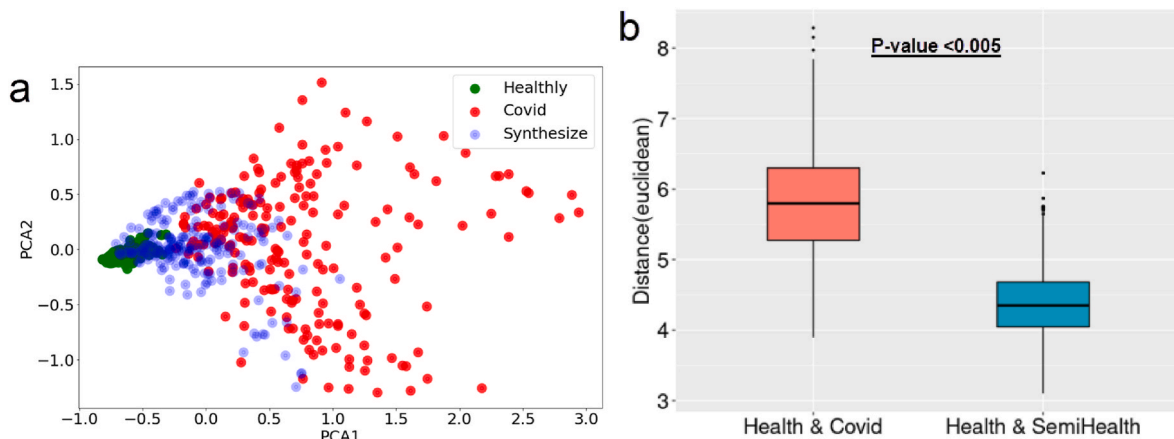 a
1.5
1.0
0.5
0.0
−0.5
−1.0
PCA2
Healthly
Covid
Synthesize
−1.0 −0.5 0.0 0.5 1.0 1.5 2.0 2.5 3.0
PCA1
b
P-value <0.005
8
7
6
5
4
3
Distance(euclidean)
Health & Covid Health & SemiHealth